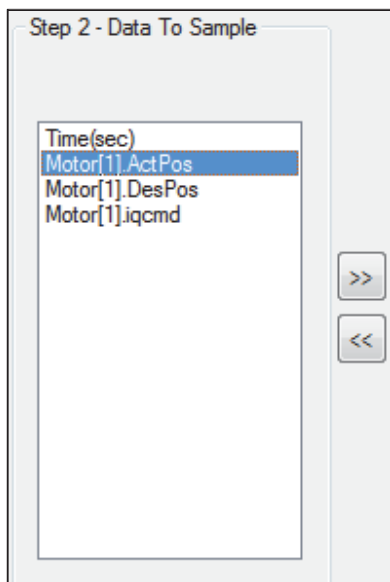 Step 2 - Data To Sample
Time(sec)
Motor[1].ActPos
Motor[1].DesPos
Motor[1].iqcmd
>>
<<